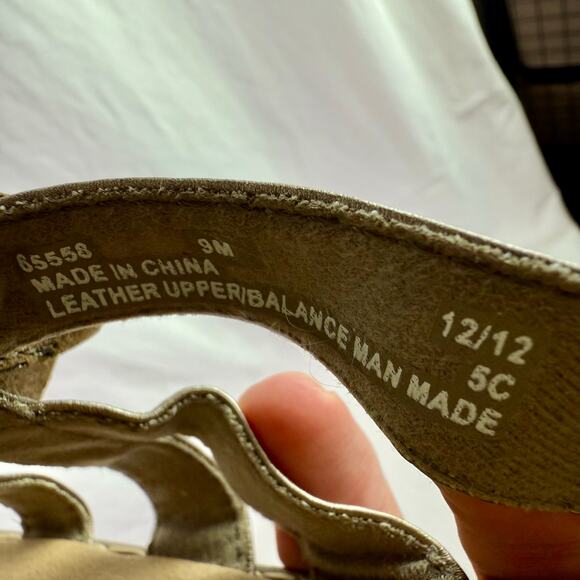 65558 9M
MADE IN CHINA
LEATHER UPPER/BALANCE MAN MADE
12/12
5C